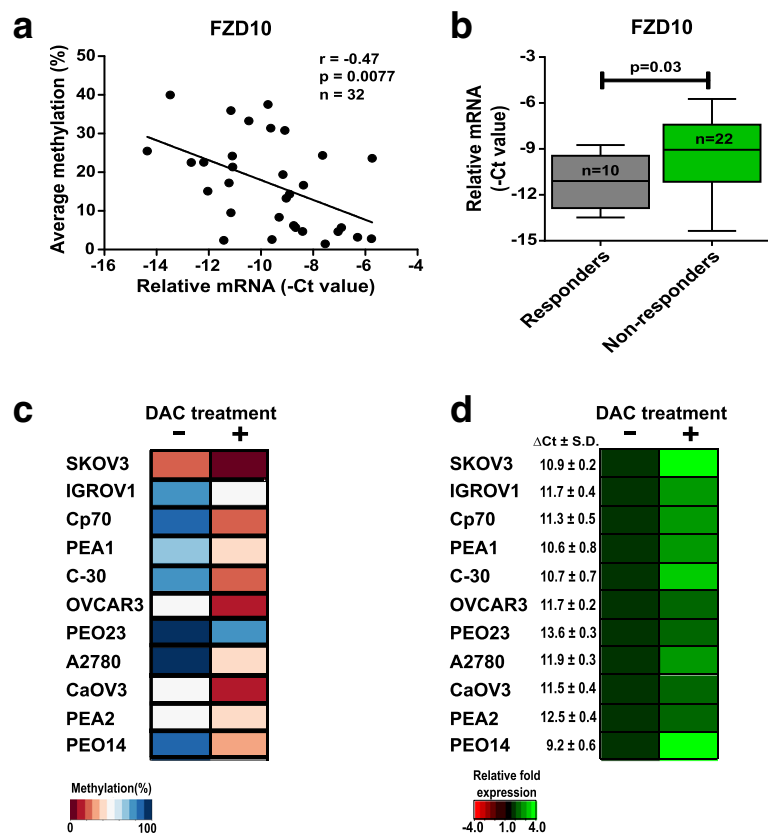 a
FZD10
r = -0.47
p = 0.0077
n = 32
Average methylation (%)
50
40
30
20
10
0
-16 -14 -12 -10 -8 -6 -4
Relative mRNA (-Ct value)
b
FZD10
p=0.03
Relative mRNA
(-Ct value)
-3
-6
-9
-12
-15
n=10
n=22
Responders
Non-responders
c
DAC treatment
− +
SKOV3
IGROV1
Cp70
PEA1
C-30
OVCAR3
PEO23
A2780
CaOV3
PEA2
PEO14
Methylation(%)
0 100
d
DAC treatment
ΔCt ± S.D. − +
SKOV3 10.9 ± 0.2
IGROV1 11.7 ± 0.4
Cp70 11.3 ± 0.5
PEA1 10.6 ± 0.8
C-30 10.7 ± 0.7
OVCAR3 11.7 ± 0.2
PEO23 13.6 ± 0.3
A2780 11.9 ± 0.3
CaOV3 11.5 ± 0.4
PEA2 12.5 ± 0.4
PEO14 9.2 ± 0.6
Relative fold
expression
-4.0 1.0 4.0